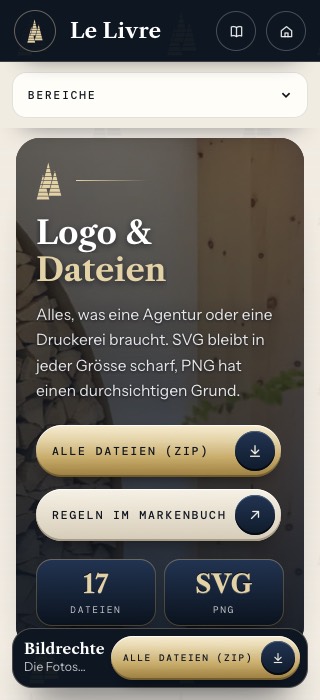 Le Livre
BEREICHE
Logo &
Dateien
Alles, was eine Agentur oder eine
Druckerei braucht. SVG bleibt in
jeder Grösse scharf, PNG hat
einen durchsichtigen Grund.
ALLE DATEIEN (ZIP)
REGELN IM MARKENBUCH
17
DATEIEN
SVG
PNG
Bildrechte
Die Fotos…
ALLE DATEIEN (ZIP)